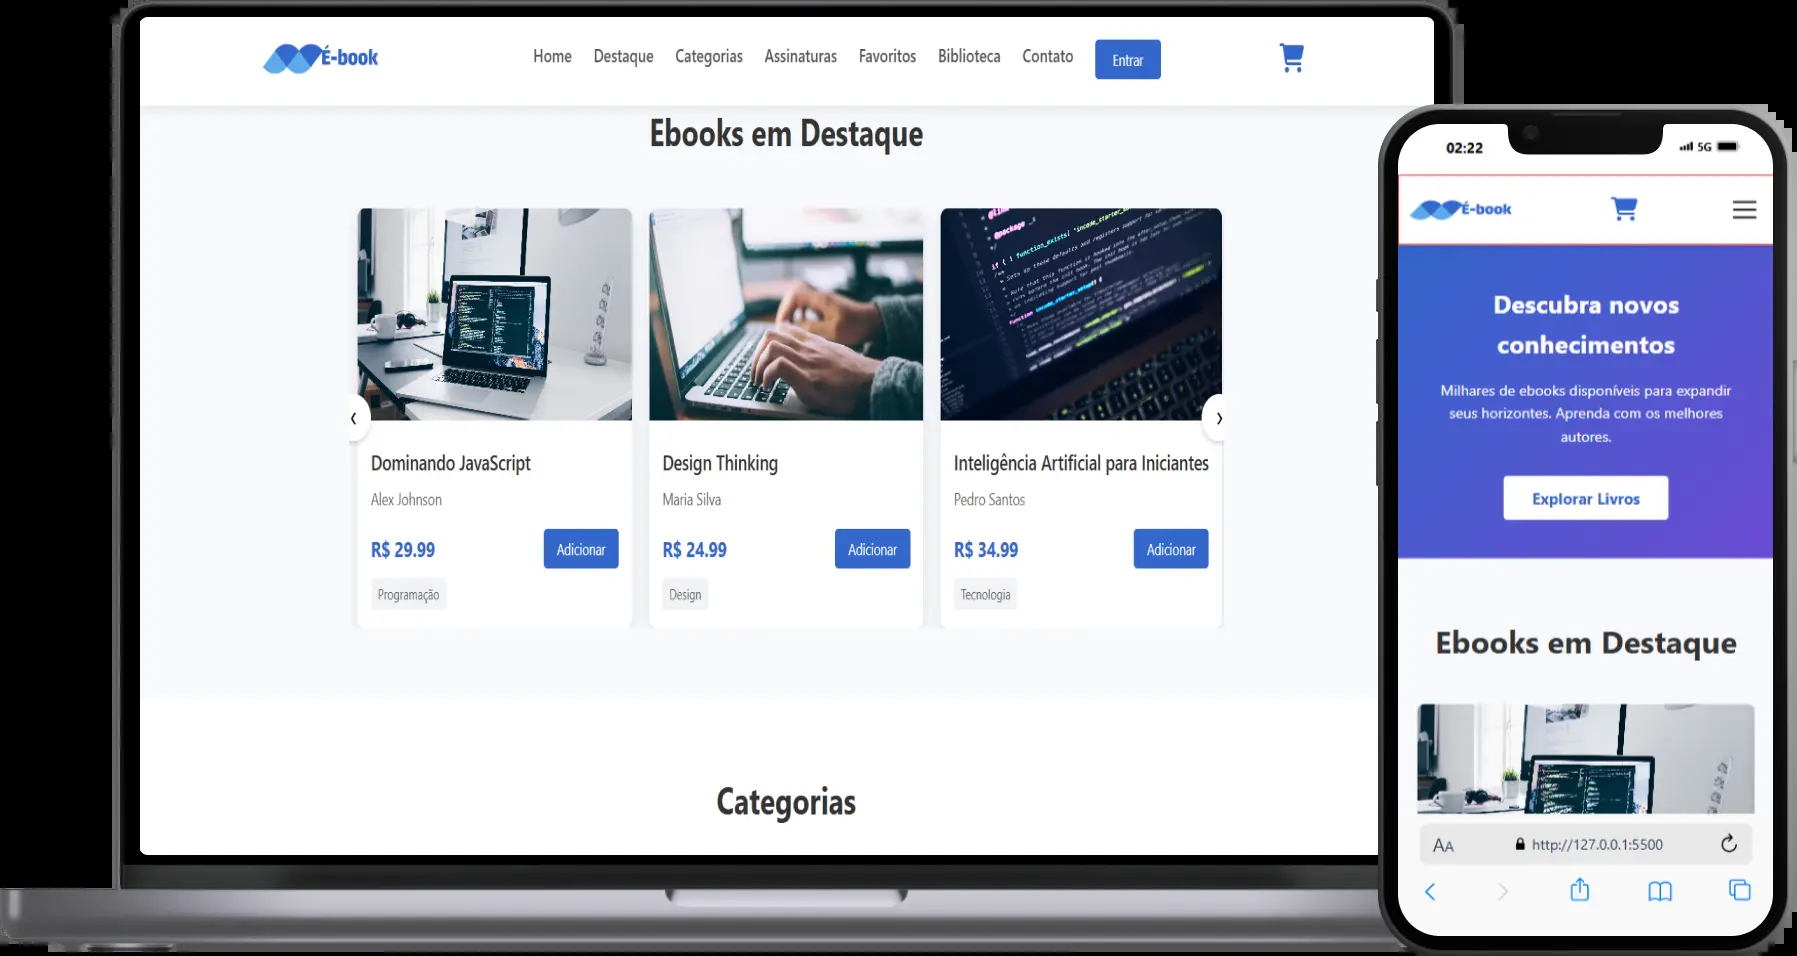 É-book
Home Destaque Categorias Assinaturas Favoritos Biblioteca Contato Entrar
Ebooks em Destaque
Dominando JavaScript
Alex Johnson
R$ 29.99 Adicionar
Programação
Design Thinking
Maria Silva
R$ 24.99 Adicionar
Design
Inteligência Artificial para Iniciantes
Pedro Santos
R$ 34.99 Adicionar
Tecnologia
Categorias
02:22 5G
É-book
Descubra novos
conhecimentos
Milhares de ebooks disponíveis para expandir
seus horizontes. Aprenda com os melhores
autores.
Explorar Livros
Ebooks em Destaque
AA http://127.0.0.1:5500